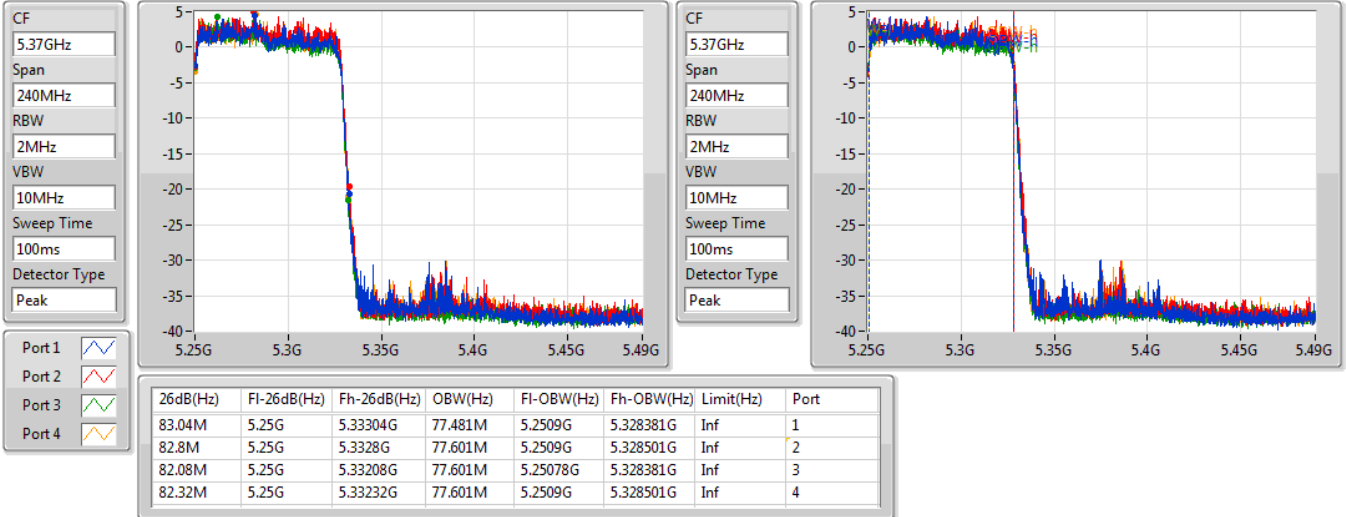 CF
5.37GHz
Span
240MHz
RBW
2MHz
VBW
10MHz
Sweep Time
100ms
Detector Type
Peak
5
0
-5
-10
-15
-20
-25
-30
-35
-40
5.25G 5.3G 5.35G 5.4G 5.45G 5.49G
CF
5.37GHz
Span
240MHz
RBW
2MHz
VBW
10MHz
Sweep Time
100ms
Detector Type
Peak
5
0
-5
-10
-15
-20
-25
-30
-35
-40
5.25G 5.3G 5.35G 5.4G 5.45G 5.49G
Port 1
Port 2
Port 3
Port 4
26dB(Hz) Fl-26dB(Hz) Fh-26dB(Hz) OBW(Hz) Fl-OBW(Hz) Fh-OBW(Hz) Limit(Hz) Port
83.04M 5.25G 5.33304G 77.481M 5.2509G 5.328381G Inf 1
82.8M 5.25G 5.3328G 77.601M 5.2509G 5.328501G Inf 2
82.08M 5.25G 5.33208G 77.601M 5.25078G 5.328381G Inf 3
82.32M 5.25G 5.33232G 77.601M 5.2509G 5.328501G Inf 4